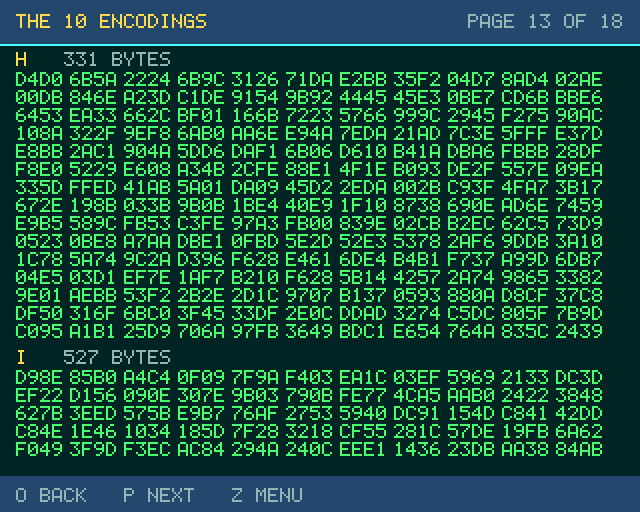 THE 10 ENCODINGS PAGE 13 OF 18
H 331 BYTES
D4D0 6B5A 2224 6B9C 3126 71DA E2BB 35F2 04D7 8AD4 02AE
00DB 846E A23D C1DE 9154 9B92 4445 45E3 0BE7 CD6B BBE6
6453 EA33 662C BF01 166B 7223 5766 999C 2945 F275 90AC
108A 322F 9EF8 6AB0 AA6E E94A 7EDA 21AD 7C3E 5FFF E37D
E8BB 2AC1 904A 5DD6 DAF1 6B06 D610 B41A DBA6 FBBB 28DF
F8E0 5229 E608 A34B 2CFE 88E1 4F1E B093 DE2F 557E 09EA
335D FFED 41AB 5A01 DA09 45D2 2EDA 002B C93F 4FA7 3B17
672E 198B 033B 9B0B 1BE4 40E9 1F10 8738 690E AD6E 7459
E9B5 589C FB53 C3FE 97A3 FB00 839E 02CB B2EC 62C5 73D9
0523 0BE8 A7AA DBE1 0FBD 5E2D 52E3 5378 2AF6 9DDB 3A10
1C78 5A74 9C2A D396 F628 E461 6DE4 B4B1 F737 A99D 6DB7
04E5 03D1 EF7E 1AF7 B210 F628 5B14 4257 2A74 9865 3382
9E01 AEBB 53F2 2B2E 2D1C 9707 B137 0593 880A D8CF 37C8
DF50 316F 6BC0 3F45 33DF 2E0C DDAD 3274 C5DC 805F 7B9D
C095 A1B1 25D9 706A 97FB 3649 BDC1 E654 764A 835C 2439
I 527 BYTES
D98E 85B0 A4C4 0F09 7F9A F403 EA1C 03EF 5969 2133 DC3D
EF22 D156 090E 307E 9B03 790B FE77 4CA5 AAB0 2422 3848
627B 3EED 575B E9B7 76AF 2753 5940 DC91 154D C841 42DD
C84E 1E46 1034 185D 7F28 3218 CF55 281C 57DE 19FB 6A62
F049 3F9D F3EC AC84 294A 240C EEE1 1436 23DB AA38 84AB
O BACK P NEXT Z MENU